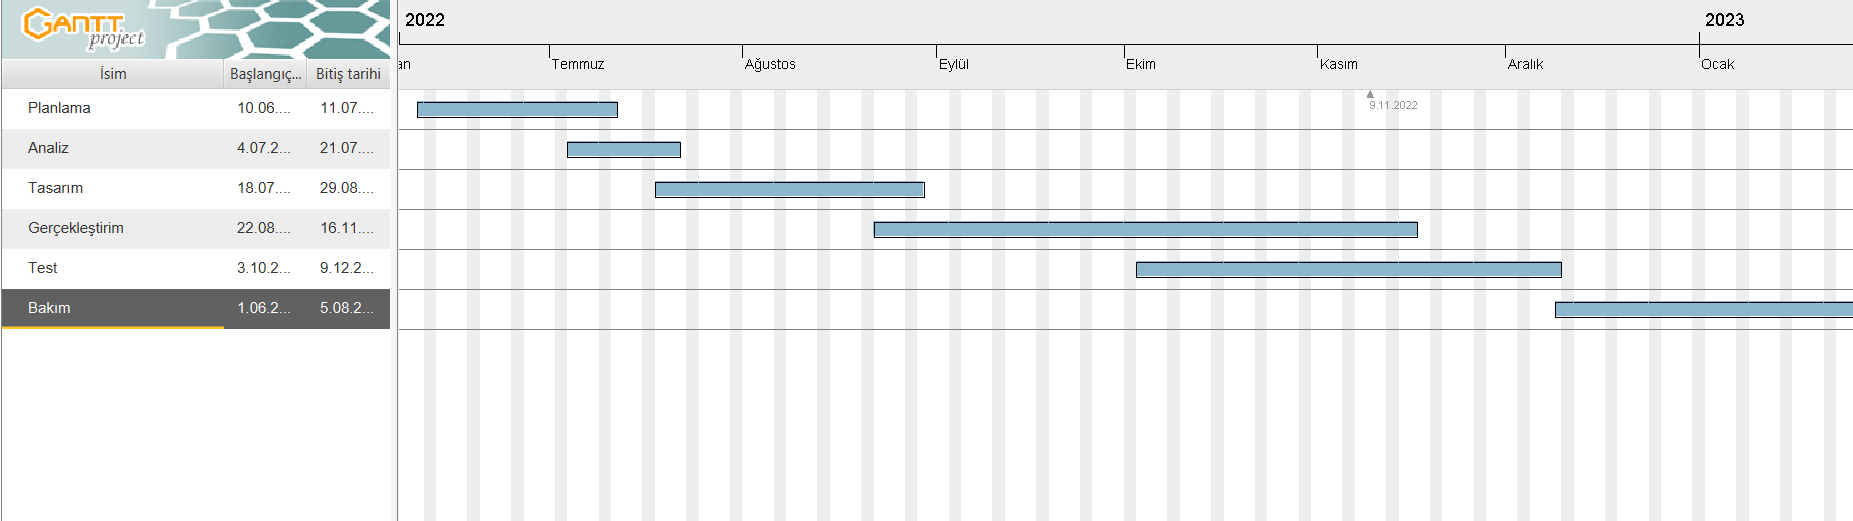 GANTT
project
2022
2023
an
Temmuz
Ağustos
Eylül
Ekim
Kasım
Aralık
Ocak
İsim
Başlangıç...
Bitiş tarihi
9.11.2022
Planlama
10.06....
11.07....
Analiz
4.07.2...
21.07....
Tasarım
18.07....
29.08....
Gerçekleştirim
22.08....
16.11....
Test
3.10.2...
9.12.2...
Bakım
1.06.2...
5.08.2...